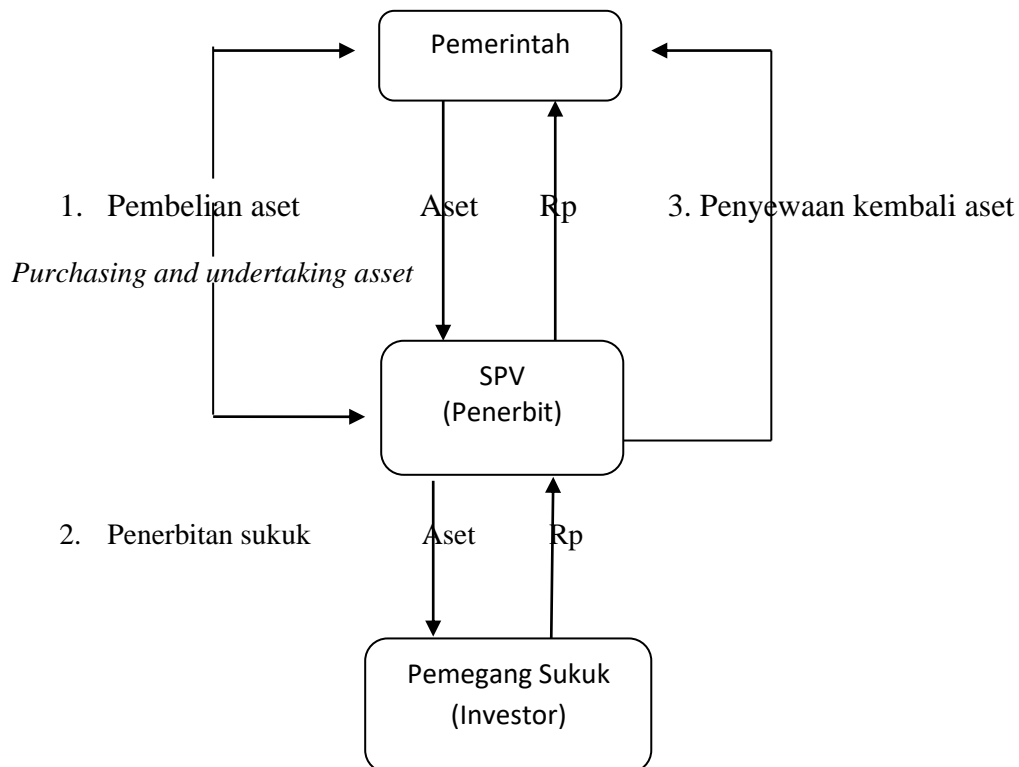 Pemerintah
1. Pembelian aset Aset Rp 3. Penyewaan kembali aset
Purchasing and undertaking asset
SPV
(Penerbit)
2. Penerbitan sukuk Aset Rp
Pemegang Sukuk
(Investor)